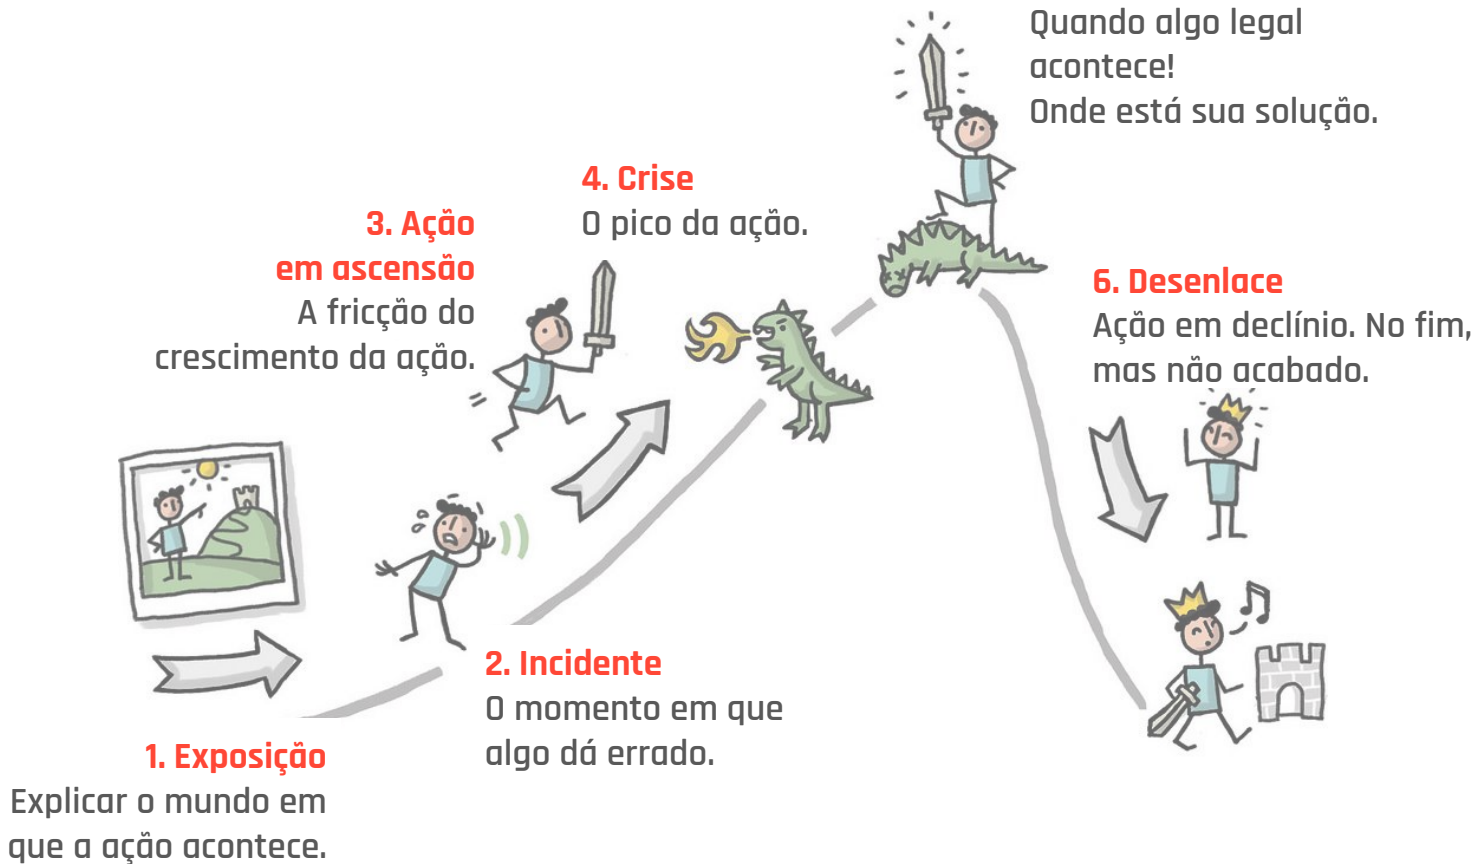 1. Exposição
Explicar o mundo em
que a ação acontece.
2. Incidente
O momento em que
algo dá errado.
3. Ação
em ascensão
A fricção do
crescimento da ação.
4. Crise
O pico da ação.
Quando algo legal
acontece!
Onde está sua solução.
6. Desenlace
Ação em declínio. No fim,
mas não acabado.